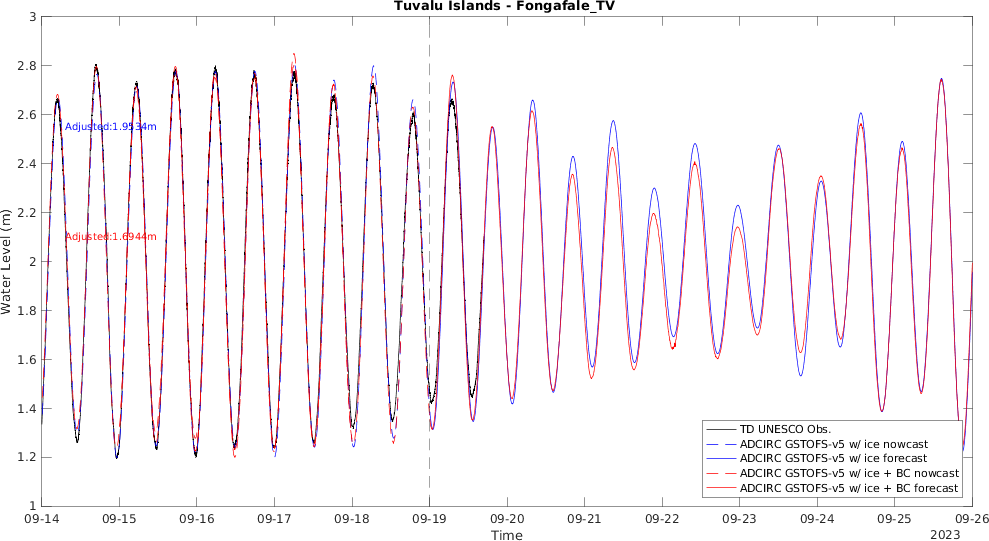 Tuvalu Islands - Fongafale_TV
3
2.8
2.6
2.4
2.2
2
1.8
1.6
1.4
1.2
1
Water Level (m)
Adjusted:1.9534m
Adjusted:1.6944m
TD UNESCO Obs.
ADCIRC GSTOFS-v5 w/ ice nowcast
ADCIRC GSTOFS-v5 w/ ice forecast
ADCIRC GSTOFS-v5 w/ ice + BC nowcast
ADCIRC GSTOFS-v5 w/ ice + BC forecast
09-14 09-15 09-16 09-17 09-18 09-19 09-20 09-21 09-22 09-23 09-24 09-25 09-26
Time
2023